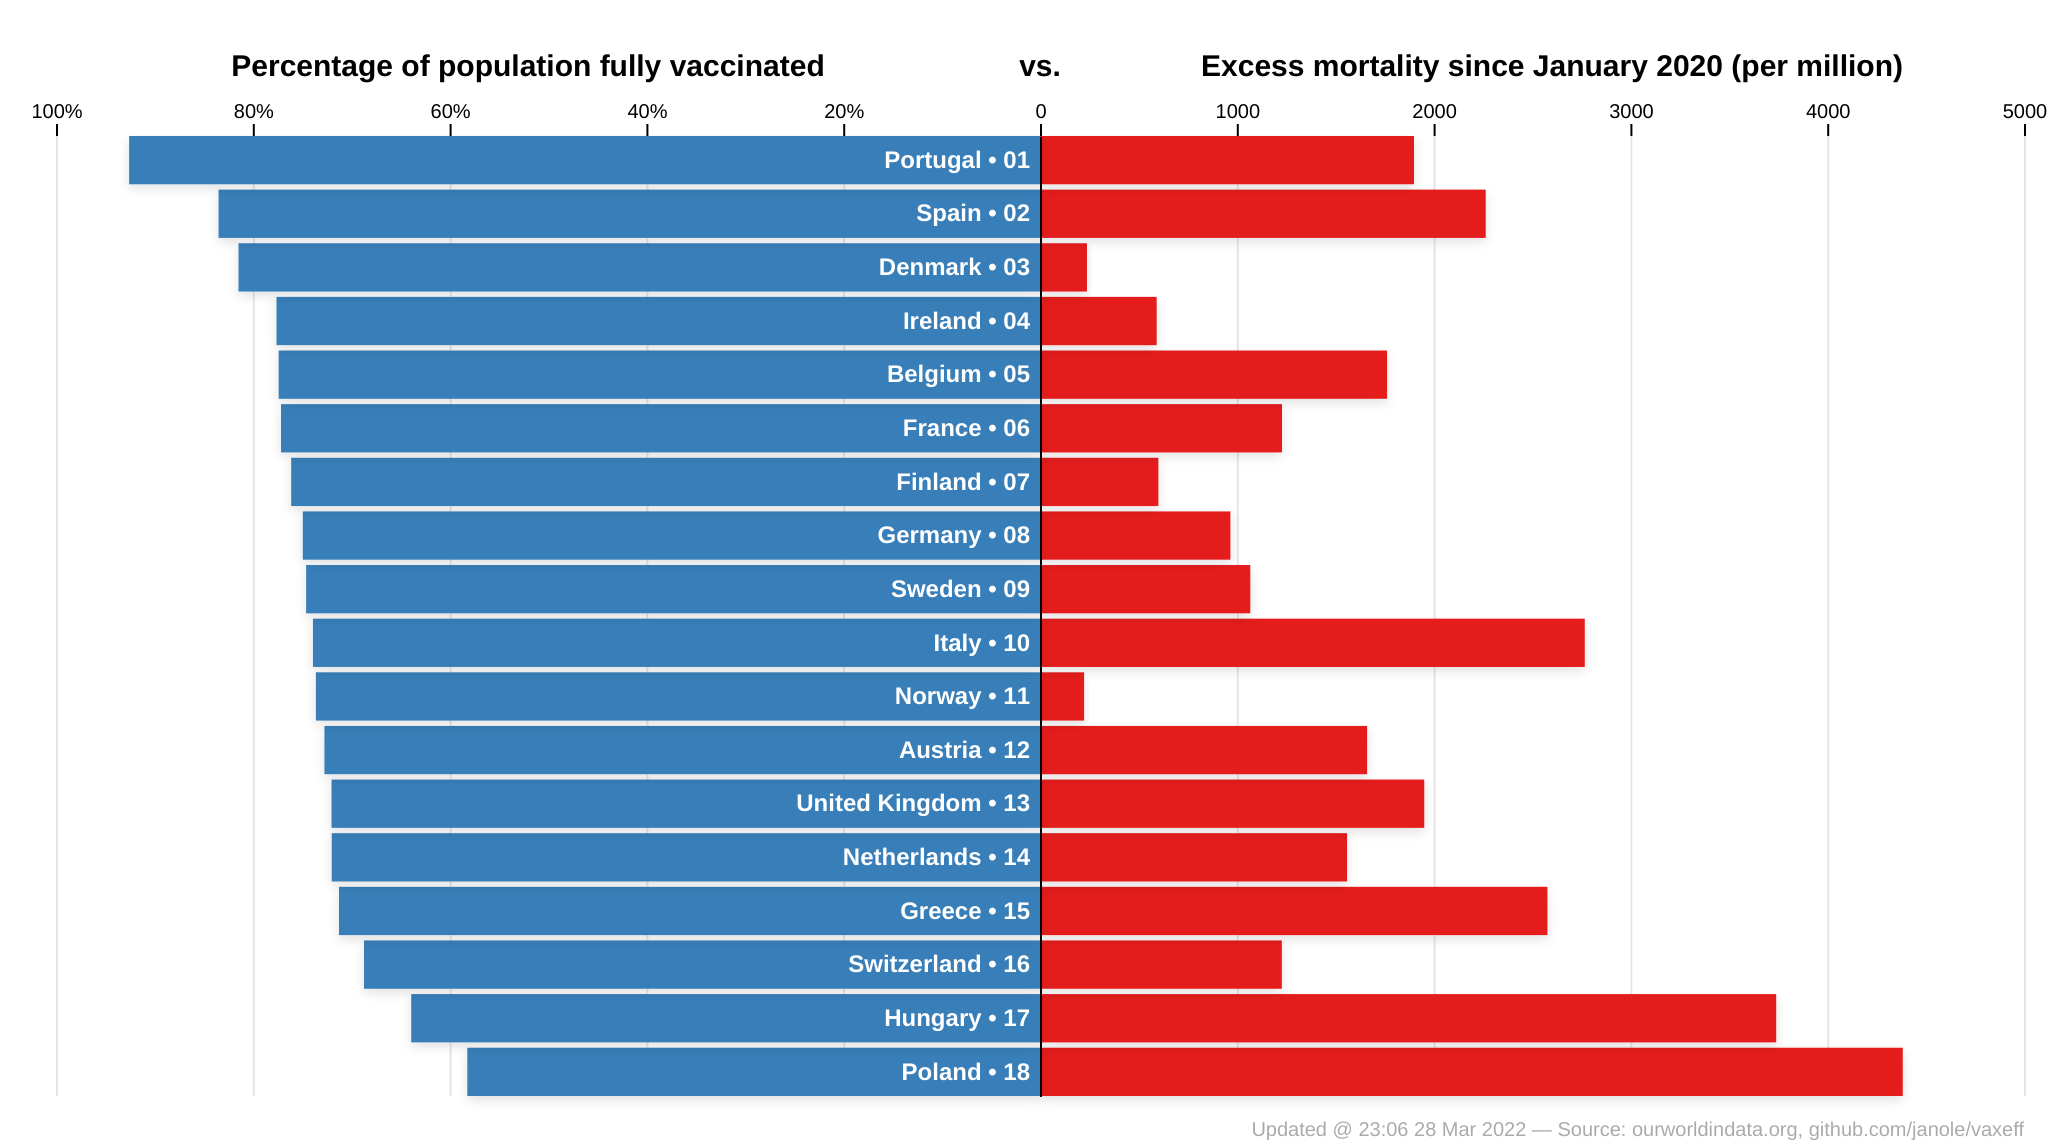 Percentage of population fully vaccinated vs. Excess mortality since January 2020 (per million)
100% 80% 60% 40% 20% 0 1000 2000 3000 4000 5000
Portugal • 01
Spain • 02
Denmark • 03
Ireland • 04
Belgium • 05
France • 06
Finland • 07
Germany • 08
Sweden • 09
Italy • 10
Norway • 11
Austria • 12
United Kingdom • 13
Netherlands • 14
Greece • 15
Switzerland • 16
Hungary • 17
Poland • 18
Updated @ 23:06 28 Mar 2022 — Source: ourworldindata.org, github.com/janole/vaxeff